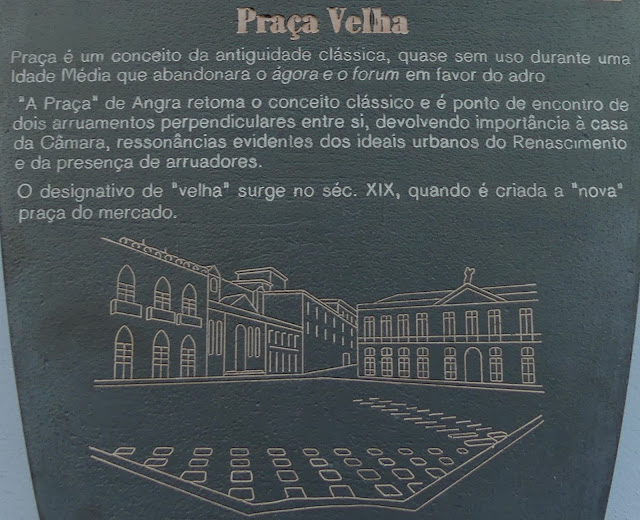 Praça Velha
Praça é um conceito da antiguidade clássica, quase sem uso durante uma
Idade Média que abandonara o ágora e o forum em favor do adro
"A Praça" de Angra retoma o conceito clássico e é ponto de encontro de
dois arruamentos perpendiculares entre si, devolvendo importância à casa
da Câmara, ressonâncias evidentes dos ideais urbanos do Renascimento
e da presença de arruadores.
O designativo de "velha" surge no séc. XIX, quando é criada a "nova"
praça do mercado.